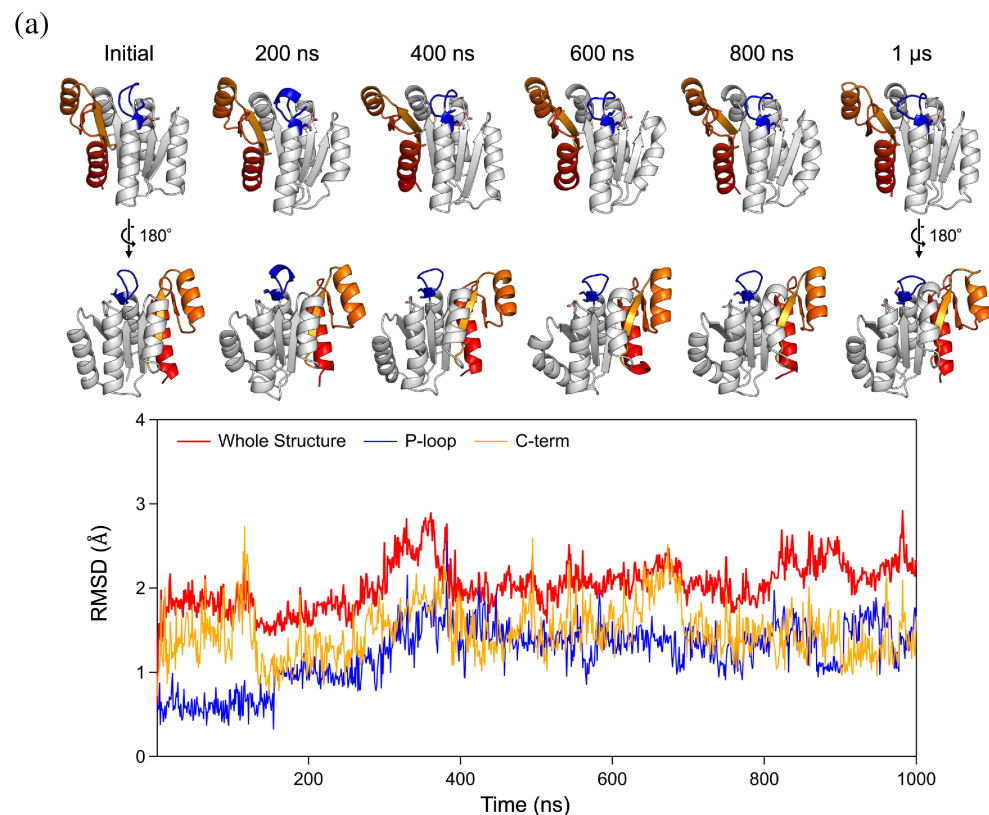 (a)
Initial 200 ns 400 ns 600 ns 800 ns 1 µs
180° 180°
4
Whole Structure P-loop C-term
3
2
1
0
RMSD (Å)
200 400 600 800 1000
Time (ns)